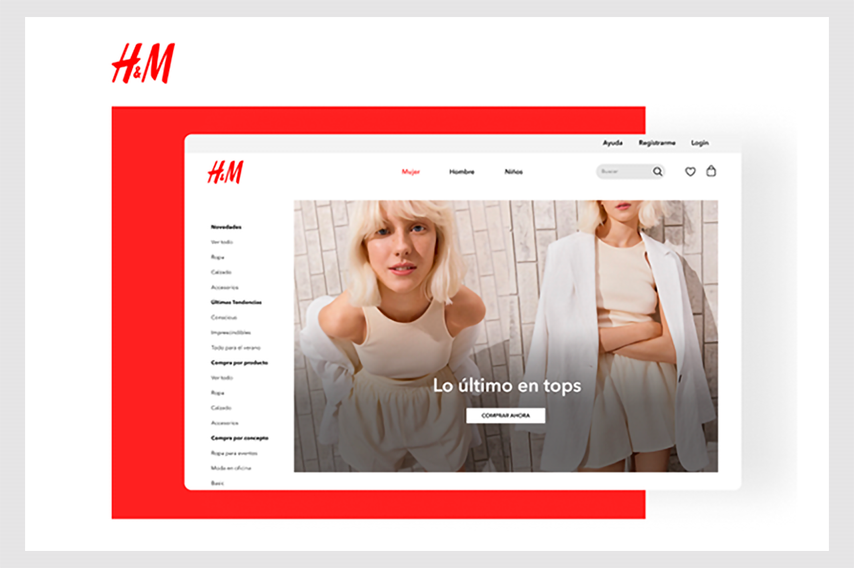 H&M
Ayuda Registrarme Login
H&M
Mujer Hombre Niños
Buscar
Novedades
Ver todo
Ropa
Calzado
Accesorios
Últimas Tendencias
Conscious
Imprescindibles
Todo para el verano
Compra por producto
Ver todo
Ropa
Calzado
Accesorios
Compra por concepto
Ropa para eventos
Moda en oficina
Basic
Lo último en tops
COMPRAR AHORA